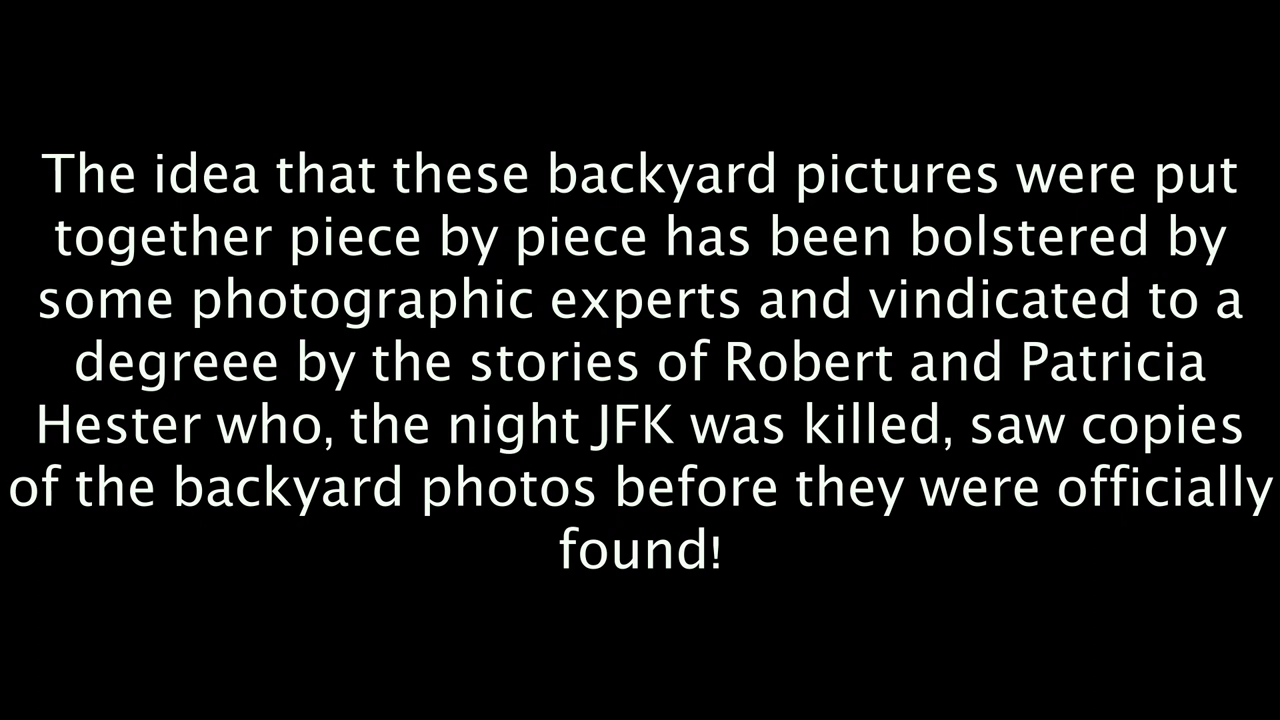 The idea that these backyard pictures were put
together piece by piece has been bolstered by
some photographic experts and vindicated to a
degreee by the stories of Robert and Patricia
Hester who, the night JFK was killed, saw copies
of the backyard photos before they were officially
found!